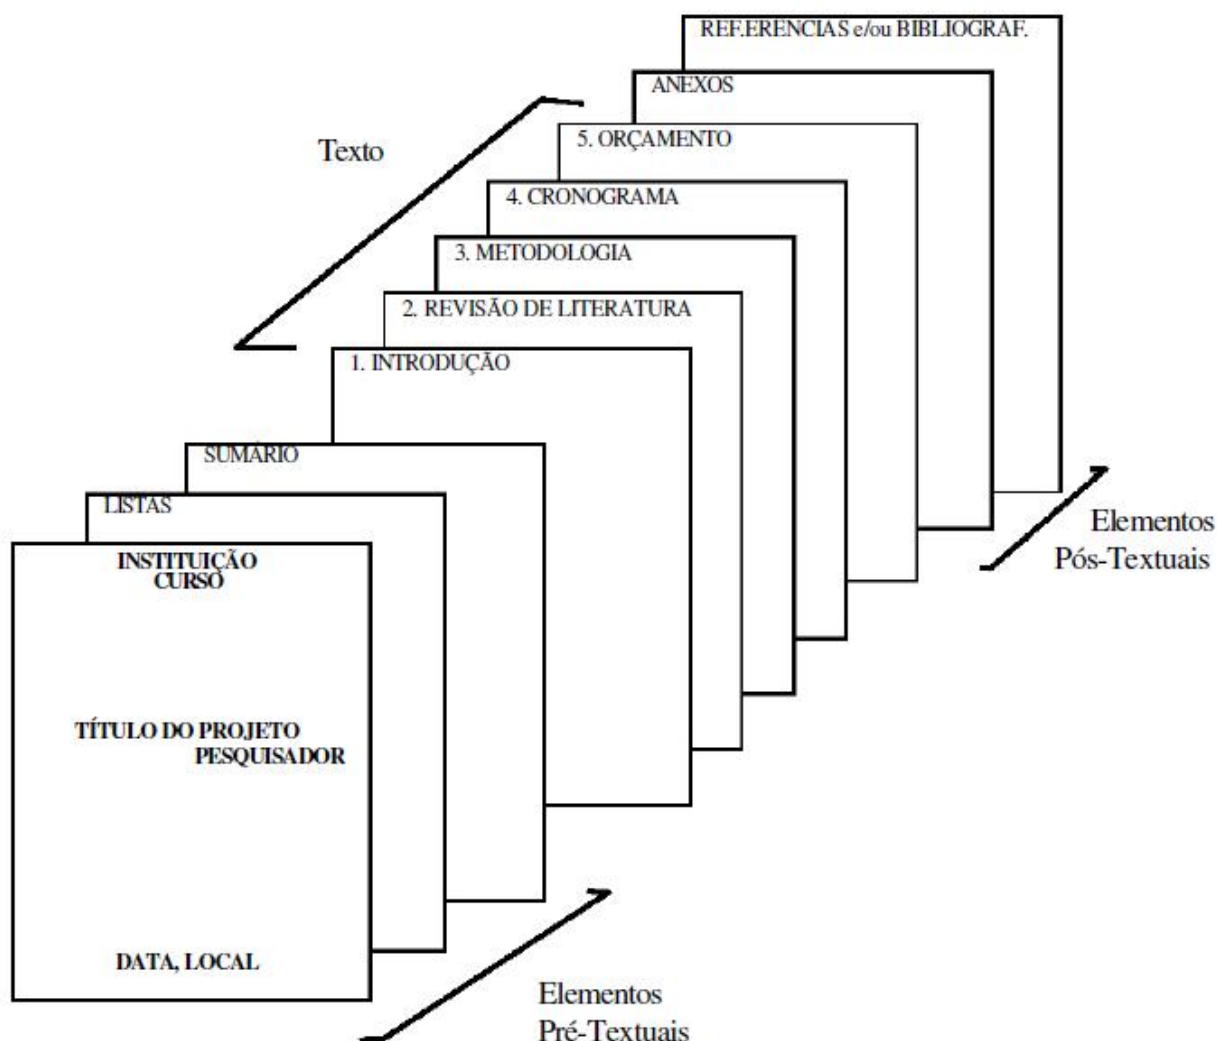 REF.ERENCIAS e/ou BIBLIOGRAF.
ANEXOS
5. ORÇAMENTO
Texto
4. CRONOGRAMA
3. METODOLOGIA
2. REVISÃO DE LITERATURA
1. INTRODUÇÃO
SUMÁRIO
LISTAS
INSTITUIÇÃO
CURSO
TÍTULO DO PROJETO
PESQUISADOR
DATA, LOCAL
Elementos
Pós-Textuais
Elementos
Pré-Textuais